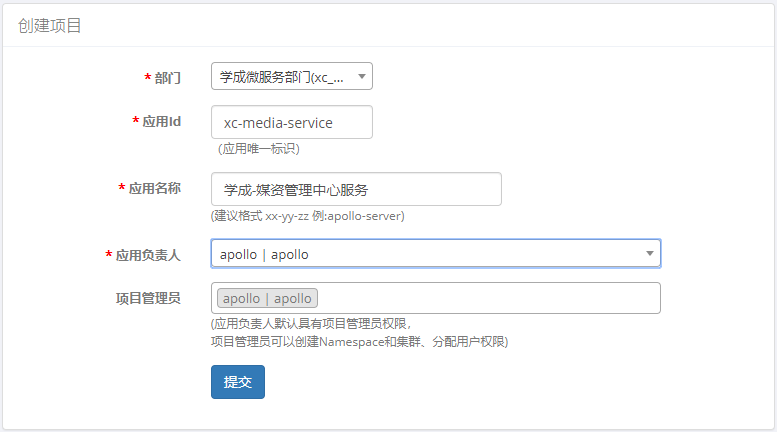 创建项目
* 部门 学成微服务部门(xc_...
* 应用Id xc-media-service
(应用唯一标识)
* 应用名称 学成-媒资管理中心服务
(建议格式 xx-yy-zz 例:apollo-server)
* 应用负责人 apollo | apollo
项目管理员 apollo | apollo
(应用负责人默认具有项目管理员权限，
项目管理员可以创建Namespace和集群、分配用户权限)
提交